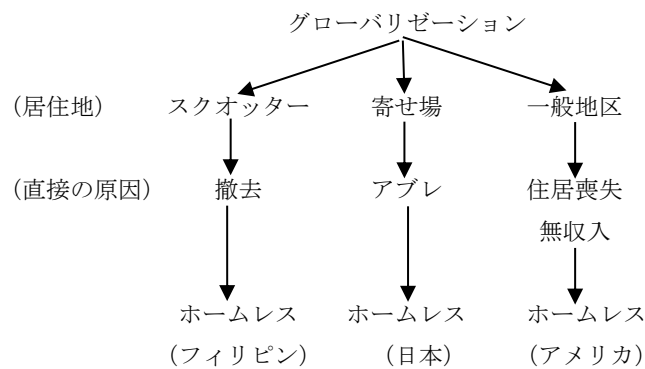 グローバリゼーション
（居住地） スクオッター 寄せ場 一般地区
（直接の原因） 撤去 アブレ 住居喪失
無収入
ホームレス ホームレス ホームレス
（フィリピン） （日本） （アメリカ）